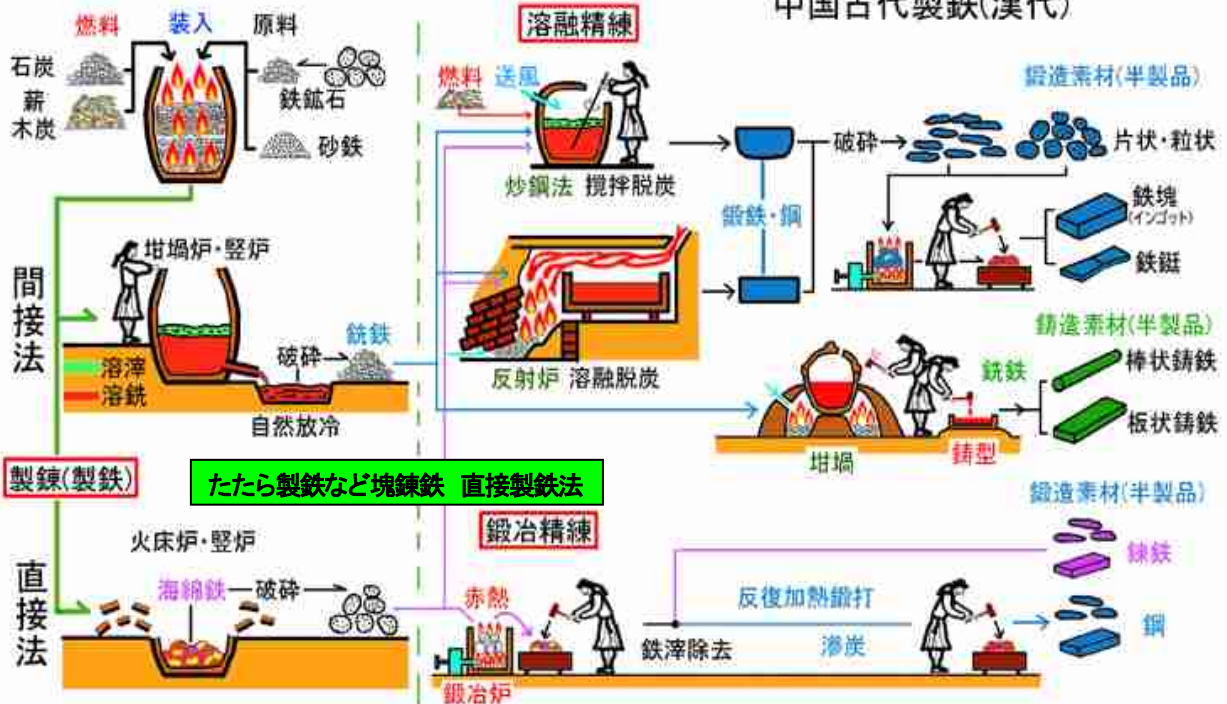 中国古代製鉄(漢代)
燃料
装入
原料
石炭
薪
木炭
鉄鉱石
砂鉄
溶融精練
燃料
送風
炒鋼法 撹拌脱炭
鍛鉄・鋼
破砕
鍛造素材(半製品)
片状・粒状
鉄塊
(インゴット)
鉄鋌
間接法
坩堝炉・竪炉
溶滓
溶銑
破砕
銑鉄
自然放冷
反射炉 溶融脱炭
坩堝
鋳型
銑鉄
鋳造素材(半製品)
棒状鋳鉄
板状鋳鉄
製錬(製鉄)
たたら製鉄など塊錬鉄 直接製鉄法
直接法
火床炉・竪炉
海綿鉄
破砕
鍛冶精練
赤熱
鍛冶炉
鉄滓除去
反復加熱鍛打
滲炭
鍛造素材(半製品)
錬鉄
鋼